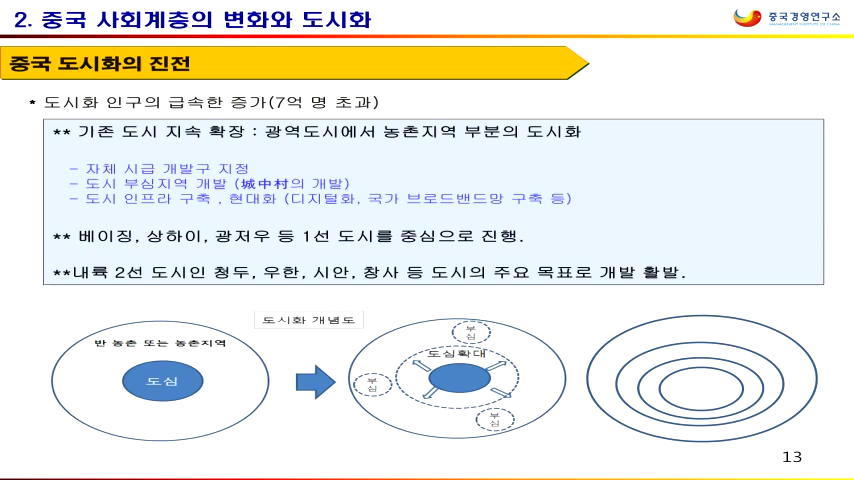 2. 중국 사회계층의 변화와 도시화
중국경영연구소
MANAGEMENT INSTITUTE OF CHINA
중국 도시화의 진전
* 도시화 인구의 급속한 증가(7억 명 초과)
** 기존 도시 지속 확장 : 광역도시에서 농촌지역 부분의 도시화
- 자체 시급 개발구 지정
- 도시 부심지역 개발 (城中村의 개발)
- 도시 인프라 구축 , 현대화 (디지털화, 국가 브로드밴드망 구축 등)
** 베이징, 상하이, 광저우 등 1선 도시를 중심으로 진행.
**내륙 2선 도시인 청두, 우한, 시안, 창사 등 도시의 주요 목표로 개발 활발.
도시화 개념도
반 농촌 또는 농촌지역
도심
부
심
도심확대
부
심
부
심
13